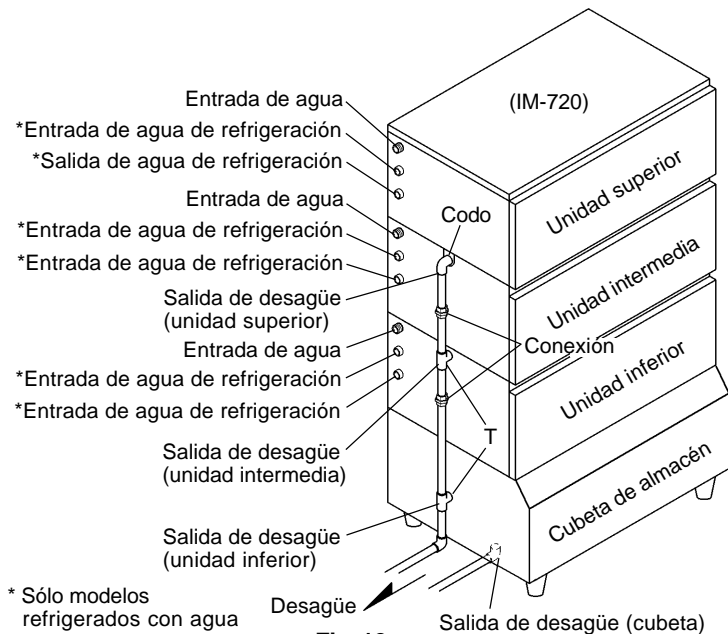 (IM-720)
Entrada de agua
*Entrada de agua de refrigeración
*Salida de agua de refrigeración
Unidad superior
Entrada de agua
Codo
*Entrada de agua de refrigeración
*Entrada de agua de refrigeración
Unidad intermedia
Salida de desagüe
(unidad superior)
Conexión
Entrada de agua
*Entrada de agua de refrigeración
*Entrada de agua de refrigeración
Unidad inferior
T
Salida de desagüe
(unidad intermedia)
Cubeta de almacén
Salida de desagüe
(unidad inferior)
* Sólo modelos
refrigerados con agua
Desagüe
Salida de desagüe (cubeta)